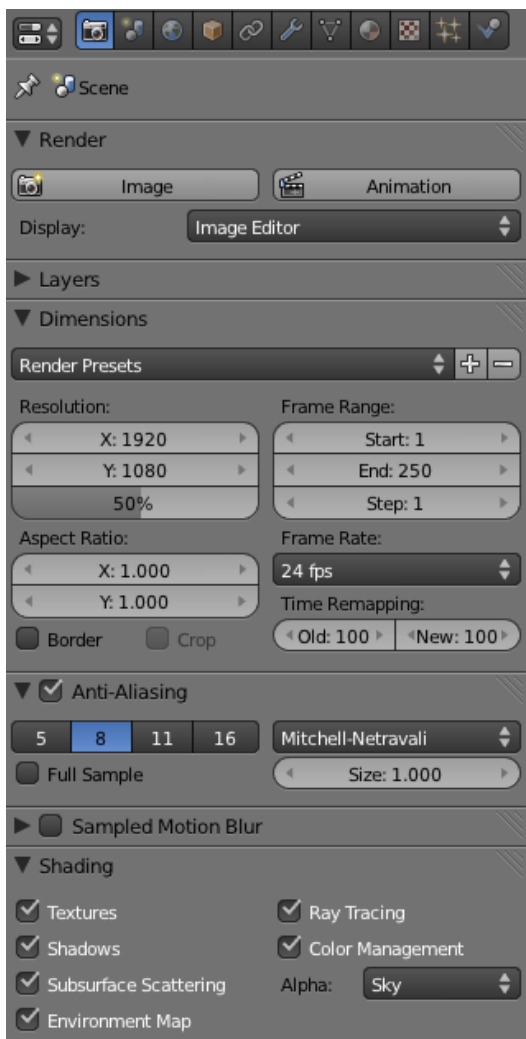 Scene
Render
Image Animation
Display: Image Editor
Layers
Dimensions
Render Presets
Resolution: Frame Range:
X: 1920 Start: 1
Y: 1080 End: 250
50% Step: 1
Aspect Ratio: Frame Rate:
X: 1.000 24 fps
Y: 1.000 Time Remapping:
Border Crop Old: 100 New: 100
Anti-Aliasing
5 8 11 16 Mitchell-Netravali
Full Sample Size: 1.000
Sampled Motion Blur
Shading
Textures Ray Tracing
Shadows Color Management
Subsurface Scattering Alpha: Sky
Environment Map